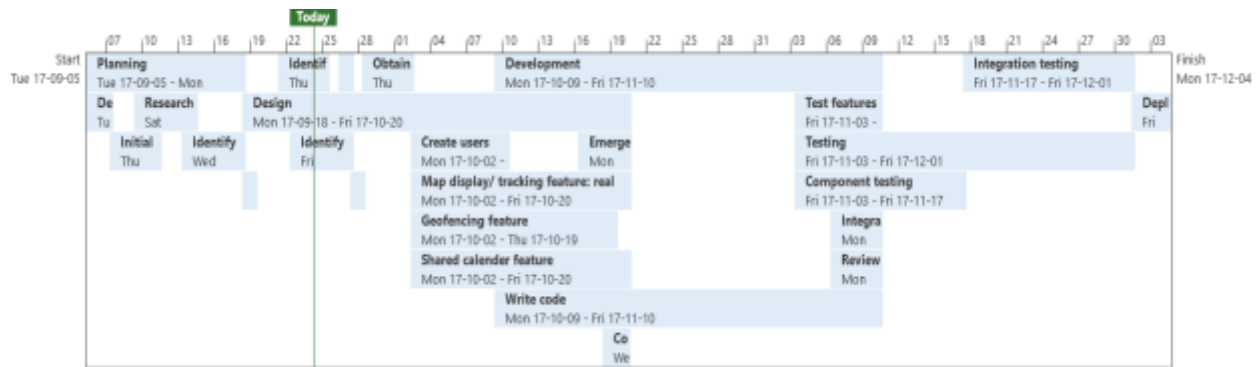 Today
07 10 13 16 19 22 25 28 01 04 07 10 13 16 19 22 25 28 31 03 06 09 12 15 18 21 24 27 30 03
Start
Tue 17-09-05
Finish
Mon 17-12-04
Planning
Tue 17-09-05 - Mon
Identif
Thu
Obtain
Thu
Development
Mon 17-10-09 - Fri 17-11-10
Integration testing
Fri 17-11-17 - Fri 17-12-01
De
Tu
Research
Sat
Design
Mon 17-09-18 - Fri 17-10-20
Test features
Fri 17-11-03 -
Depl
Fri
Initial
Thu
Identify
Wed
Identify
Fri
Create users
Mon 17-10-02 -
Emerge
Mon
Testing
Fri 17-11-03 - Fri 17-12-01
Map display/ tracking feature: real
Mon 17-10-02 - Fri 17-10-20
Component testing
Fri 17-11-03 - Fri 17-11-17
Geofencing feature
Mon 17-10-02 - Thu 17-10-19
Integra
Mon
Shared calender feature
Mon 17-10-02 - Fri 17-10-20
Review
Mon
Write code
Mon 17-10-09 - Fri 17-11-10
Co
We